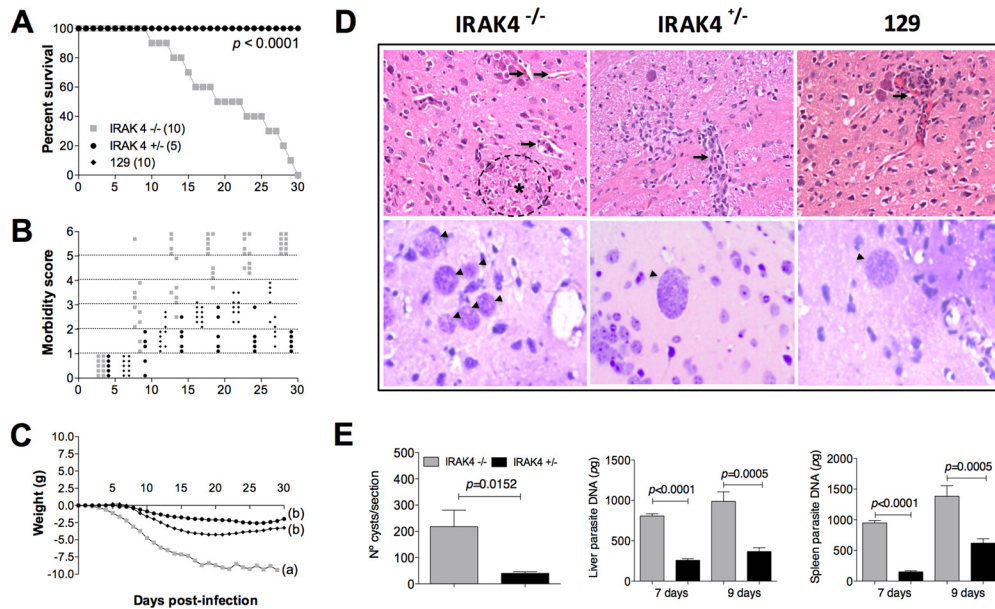 A
Percent survival
100
80
60
40
20
0
p < 0.0001
IRAK 4 -/- (10)
IRAK 4 +/- (5)
129 (10)
0 5 10 15 20 25 30
B
Morbidity score
6
5
4
3
2
1
0
0 5 10 15 20 25 30
C
Weight (g)
10.0
7.5
5.0
2.5
0.0
-2.5
-5.0
-7.5
-10.0
5 10 15 20 25 30
(b)
(b)
(a)
Days post-infection
D
IRAK4 -/- IRAK4 +/- 129
*
E
Nº cysts/section
500
400
300
200
100
0
IRAK4 -/- IRAK4 +/-
p=0.0152
Liver parasite DNA (pg)
1500
1000
500
0
p<0.0001
p=0.0005
7 days 9 days
Spleen parasite DNA (pg)
2000
1500
1000
500
0
p<0.0001
p=0.0005
7 days 9 days